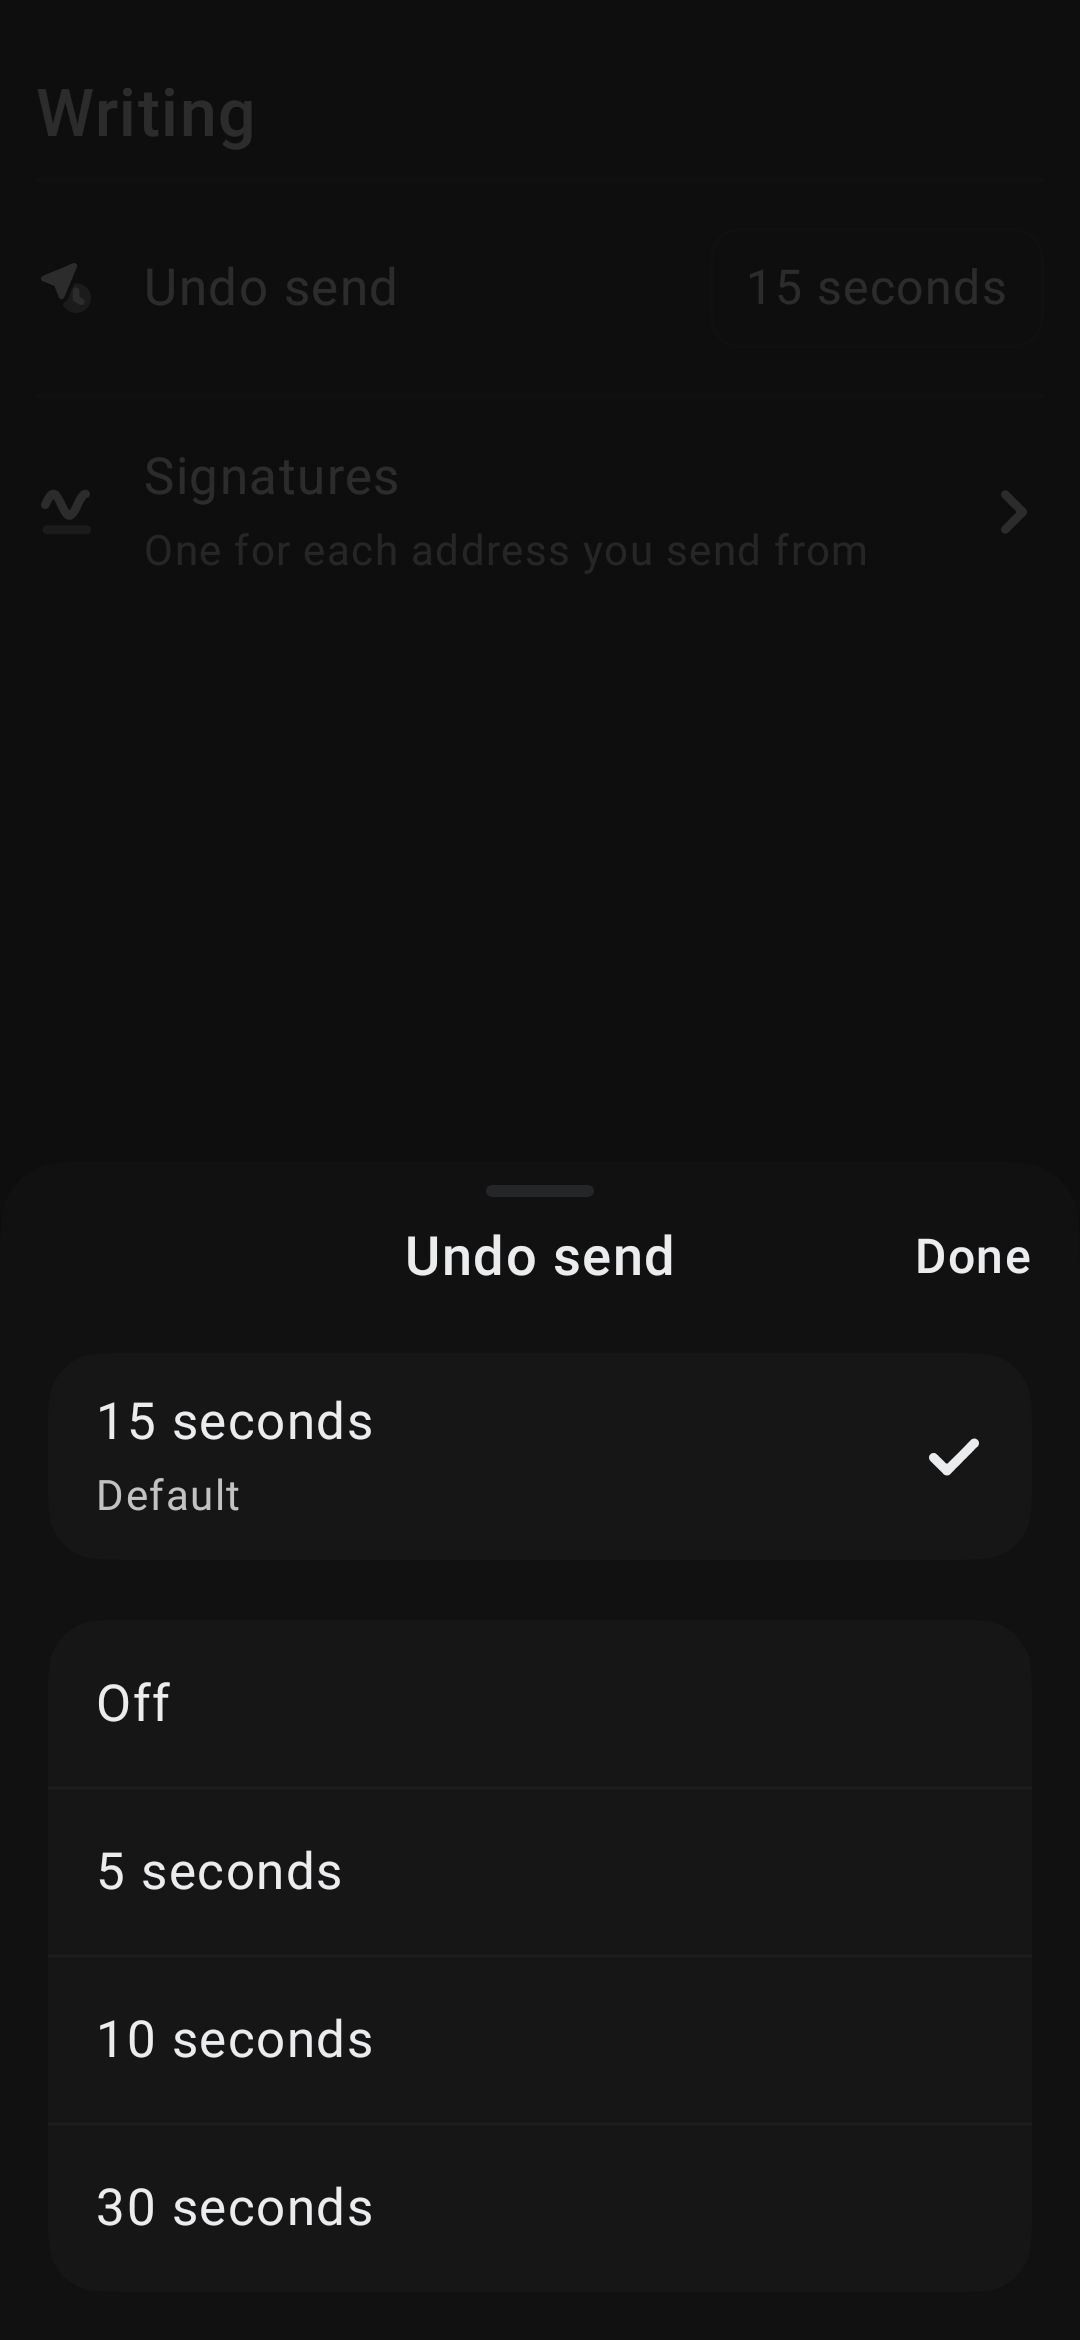 Writing
Undo send
15 seconds
Signatures
One for each address you send from
Undo send
Done
15 seconds
Default
Off
5 seconds
10 seconds
30 seconds